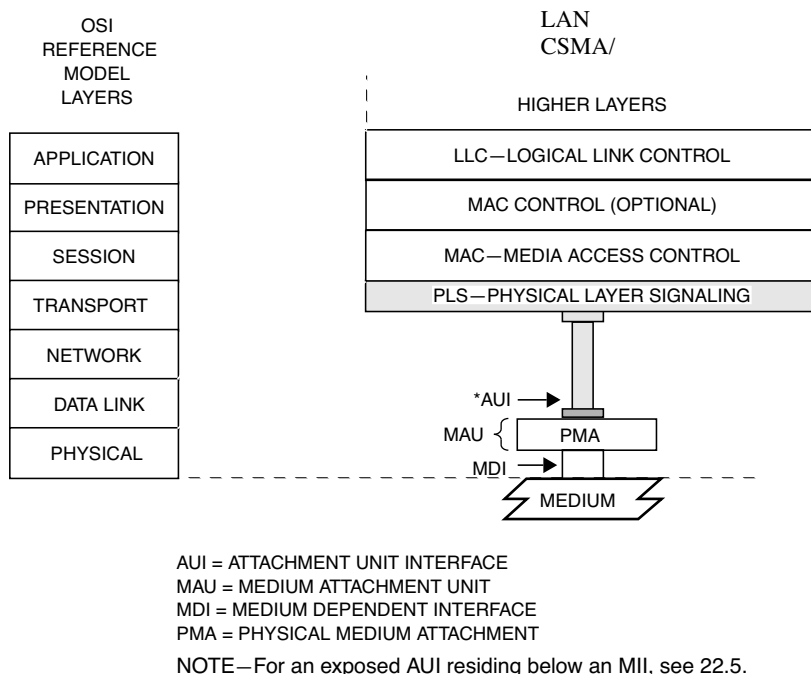 OSI
REFERENCE
MODEL
LAYERS
APPLICATION
PRESENTATION
SESSION
TRANSPORT
NETWORK
DATA LINK
PHYSICAL
LAN
CSMA/
HIGHER LAYERS
LLC—LOGICAL LINK CONTROL
MAC CONTROL (OPTIONAL)
MAC—MEDIA ACCESS CONTROL
PLS—PHYSICAL LAYER SIGNALING
*AUI
MAU
PMA
MDI
MEDIUM
AUI = ATTACHMENT UNIT INTERFACE
MAU = MEDIUM ATTACHMENT UNIT
MDI = MEDIUM DEPENDENT INTERFACE
PMA = PHYSICAL MEDIUM ATTACHMENT
NOTE—For an exposed AUI residing below an MII, see 22.5.